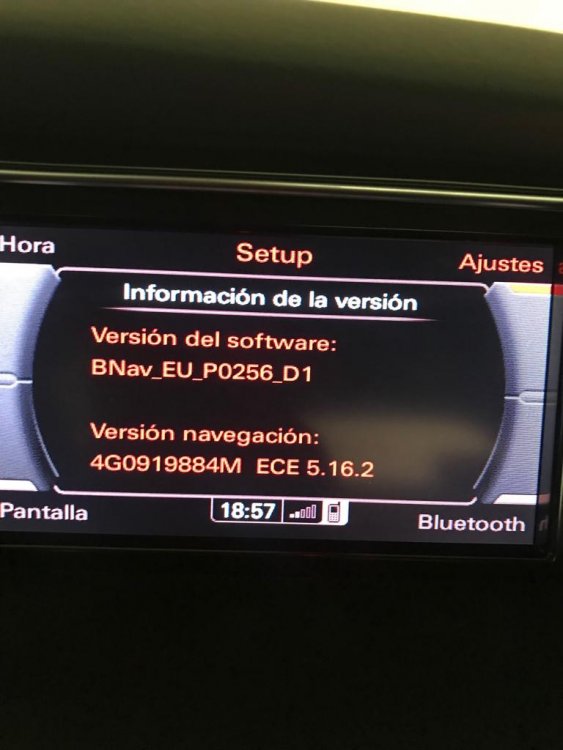 Hora
Setup
Ajustes
Información de la versión
Versión del software:
BNav_EU_P0256_D1
Versión navegación:
4G0919884M ECE 5.16.2
Pantalla
18:57
Bluetooth